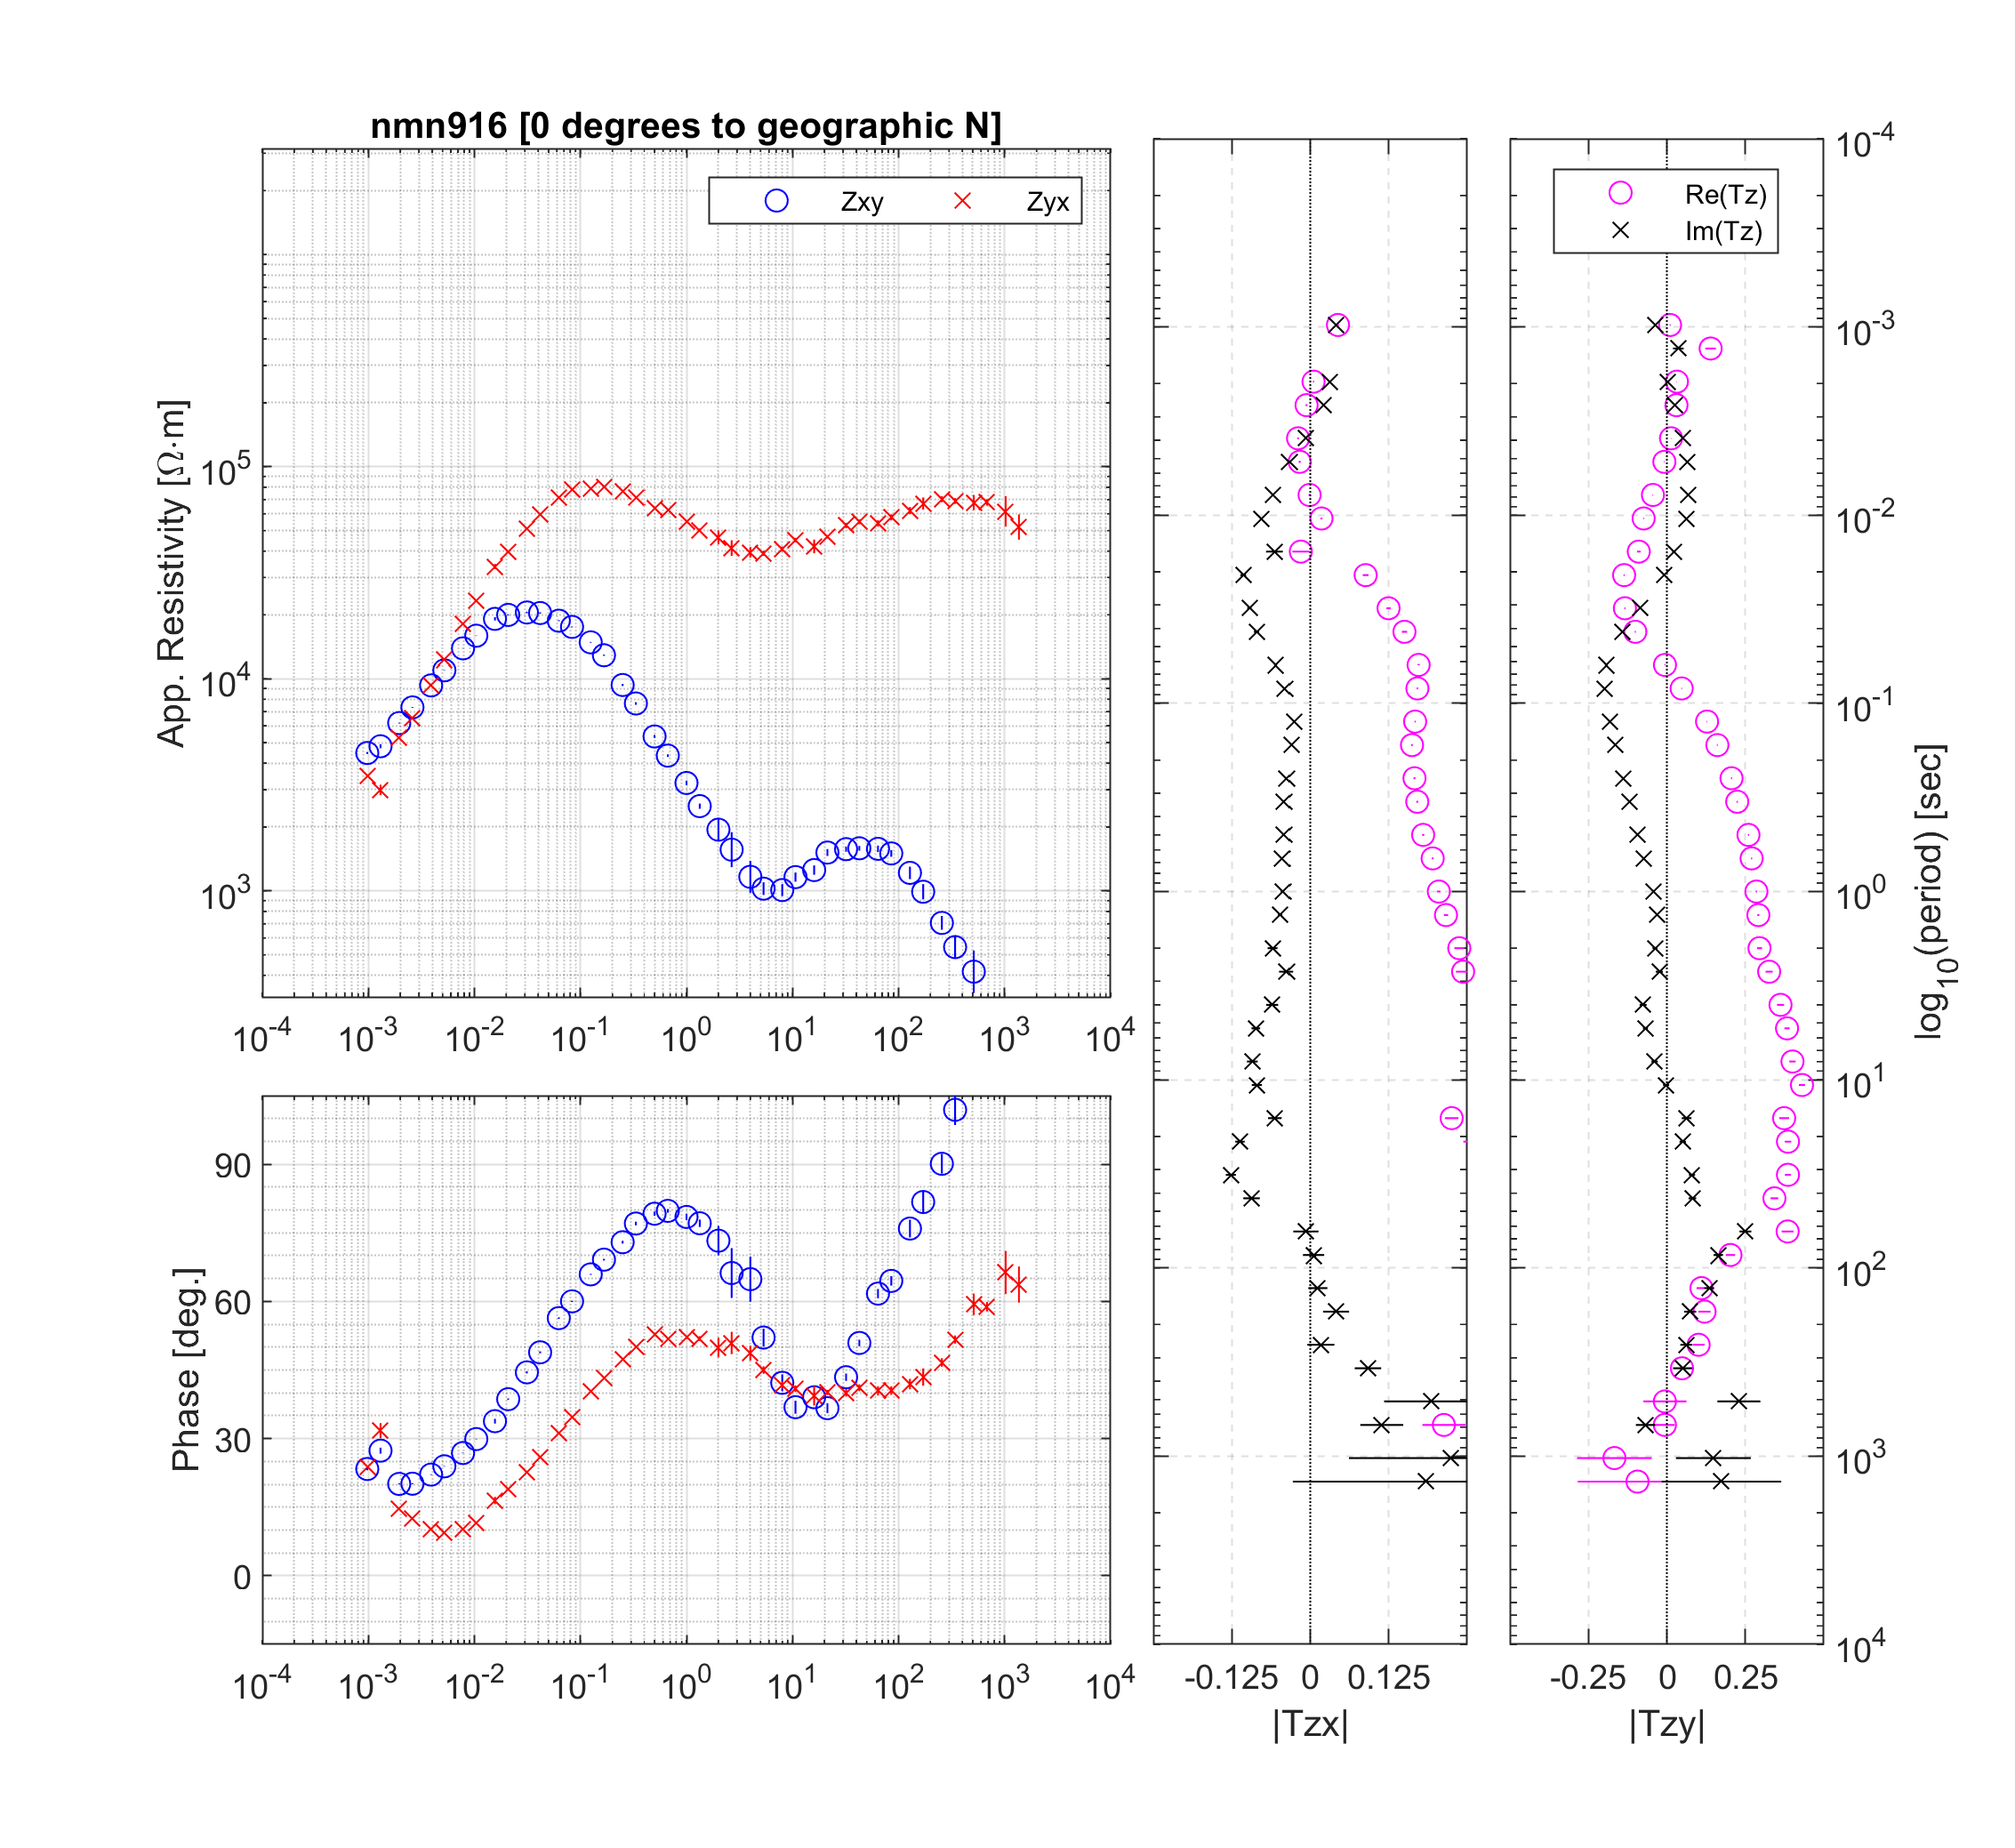 nmn916 [0 degrees to geographic N]
Zxy Zyx
App. Resistivity [Ω·m]
10^5
10^4
10^3
10^-4 10^-3 10^-2 10^-1 10^0 10^1 10^2 10^3 10^4
Phase [deg.]
90
60
30
0
10^-4 10^-3 10^-2 10^-1 10^0 10^1 10^2 10^3 10^4
-0.125 0 0.125
|Tzx|
Re(Tz)
Im(Tz)
-0.25 0 0.25
|Tzy|
10^-4
10^-3
10^-2
10^-1
10^0
10^1
10^2
10^3
10^4
log_10(period) [sec]